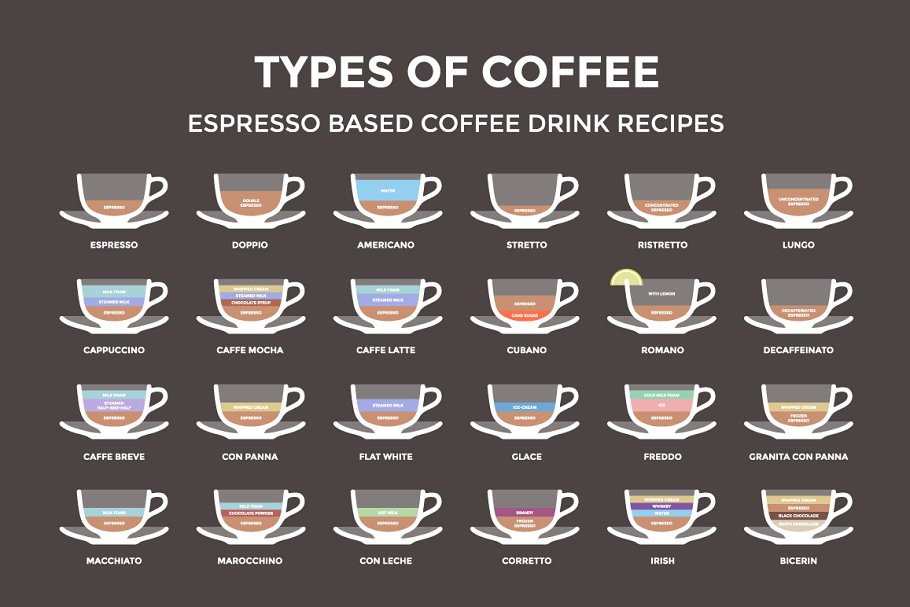 TYPES OF COFFEE
ESPRESSO BASED COFFEE DRINK RECIPES
ESPRESSO
DOUBLE
ESPRESSO
WATER
ESPRESSO
ESPRESSO
CONCENTRATED
ESPRESSO
UNCONCENTRATED
ESPRESSO
ESPRESSO
DOPPIO
AMERICANO
STRETTO
RISTRETTO
LUNGO
MILK FOAM
STEAMED MILK
ESPRESSO
WHIPPED CREAM
STEAMED MILK
CHOCOLATE SYRUP
ESPRESSO
MILK FOAM
STEAMED MILK
ESPRESSO
ESPRESSO
CANE SUGAR
WITH LEMON
ESPRESSO
DECAFFEINATED
ESPRESSO
CAPPUCCINO
CAFFE MOCHA
CAFFE LATTE
CUBANO
ROMANO
DECAFFEINATO
MILK FOAM
STEAMED
HALF-AND-HALF
ESPRESSO
WHIPPED CREAM
ESPRESSO
STEAMED MILK
ESPRESSO
ICE-CREAM
ESPRESSO
COLD MILK FOAM
ICE
ESPRESSO
WHIPPED CREAM
FROZEN
ESPRESSO
CAFFE BREVE
CON PANNA
FLAT WHITE
GLACE
FREDDO
GRANITA CON PANNA
MILK FOAM
ESPRESSO
MILK FOAM
CHOCOLATE POWDER
ESPRESSO
HOT MILK
ESPRESSO
BRANDY
FROZEN
ESPRESSO
WHIPPED CREAM
WHISKEY
WATER
ESPRESSO
WHIPPED CREAM
ESPRESSO
BLACK CHOCOLADE
WHITE CHOCOLADE
MACCHIATO
MAROCCHINO
CON LECHE
CORRETTO
IRISH
BICERIN